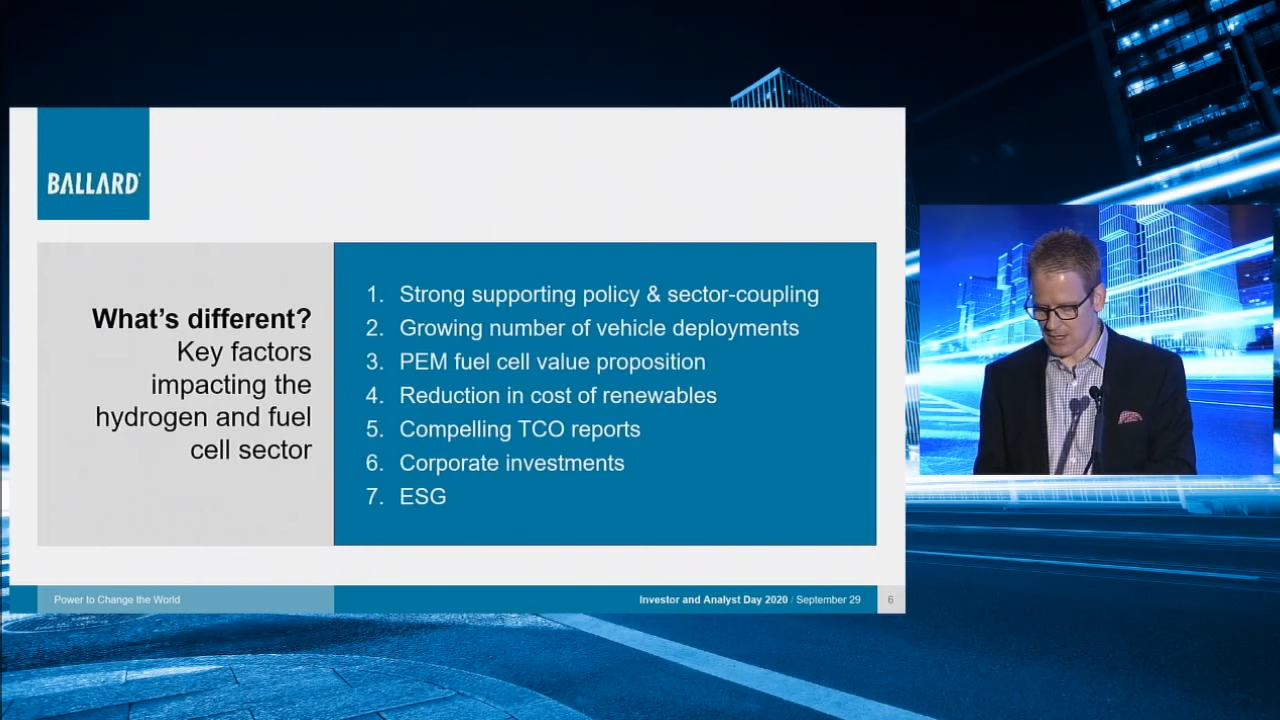 BALLARD
What's different?
Key factors
impacting the
hydrogen and fuel
cell sector
1. Strong supporting policy & sector-coupling
2. Growing number of vehicle deployments
3. PEM fuel cell value proposition
4. Reduction in cost of renewables
5. Compelling TCO reports
6. Corporate investments
7. ESG
Power to Change the World
Investor and Analyst Day 2020 / September 29
6